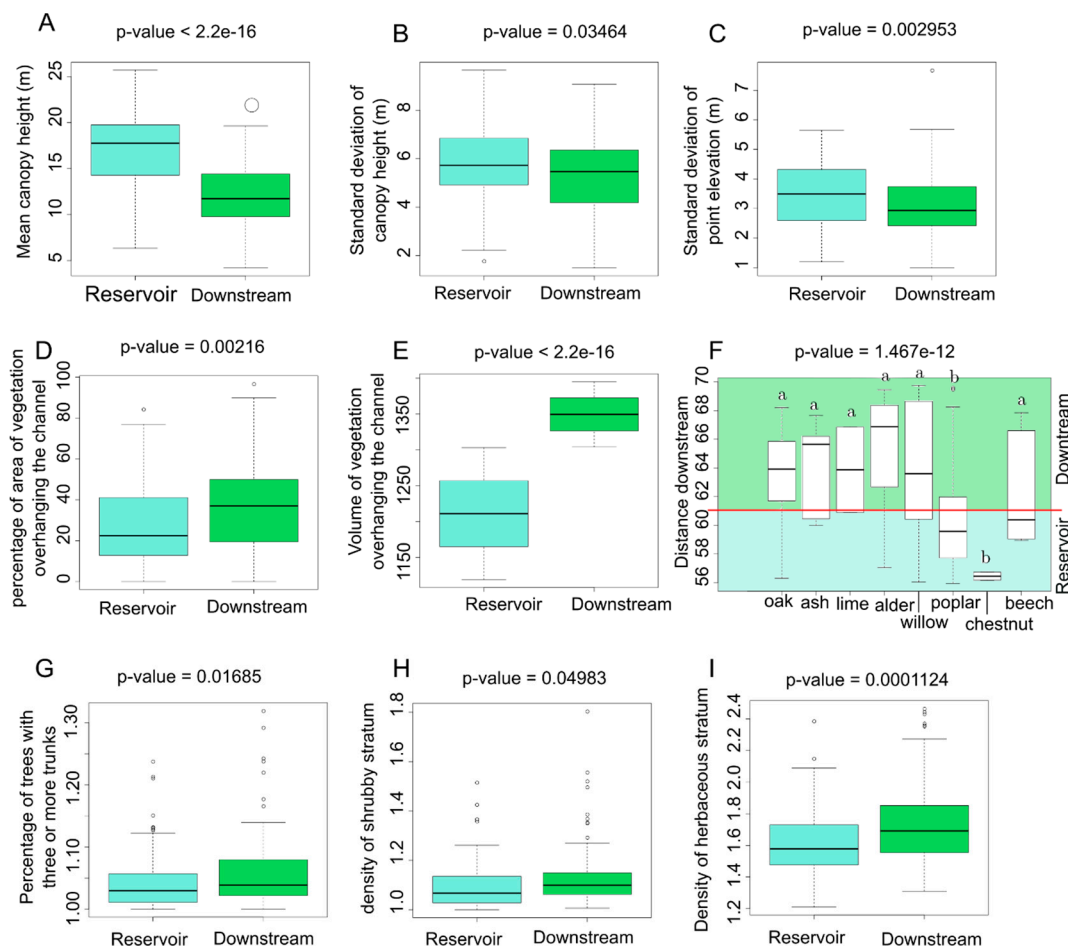 A
p-value < 2.2e-16
Mean canopy height (m)
25
20
15
10
5
Reservoir
Downstream
B
p-value = 0.03464
Standard deviation of
canopy height (m)
8
6
4
2
Reservoir
Downstream
C
p-value = 0.002953
Standard deviation of
point elevation (m)
7
6
5
4
3
2
1
Reservoir
Downstream
D
p-value = 0.00216
percentage of area of vegetation
overhanging the channel
100
80
60
40
20
0
Reservoir
Downstream
E
p-value < 2.2e-16
Volume of vegetation
overhanging the channel
1350
1250
1150
Reservoir
Downstream
F
p-value = 1.467e-12
Distance downstream
70
66
64
62
60
58
56
a
a
a
a
a
b
b
a
Downtream
Reservoir
oak
ash
lime
alder
willow
poplar
chestnut
beech
G
p-value = 0.01685
Percentage of trees with
three or more trunks
1.30
1.20
1.10
1.00
Reservoir
Downstream
H
p-value = 0.04983
density of shrubby stratum
1.8
1.6
1.4
1.2
1.0
Reservoir
Downstream
I
p-value = 0.0001124
Density of herbaceous stratum
2.4
2.2
2.0
1.8
1.6
1.4
1.2
Reservoir
Downstream